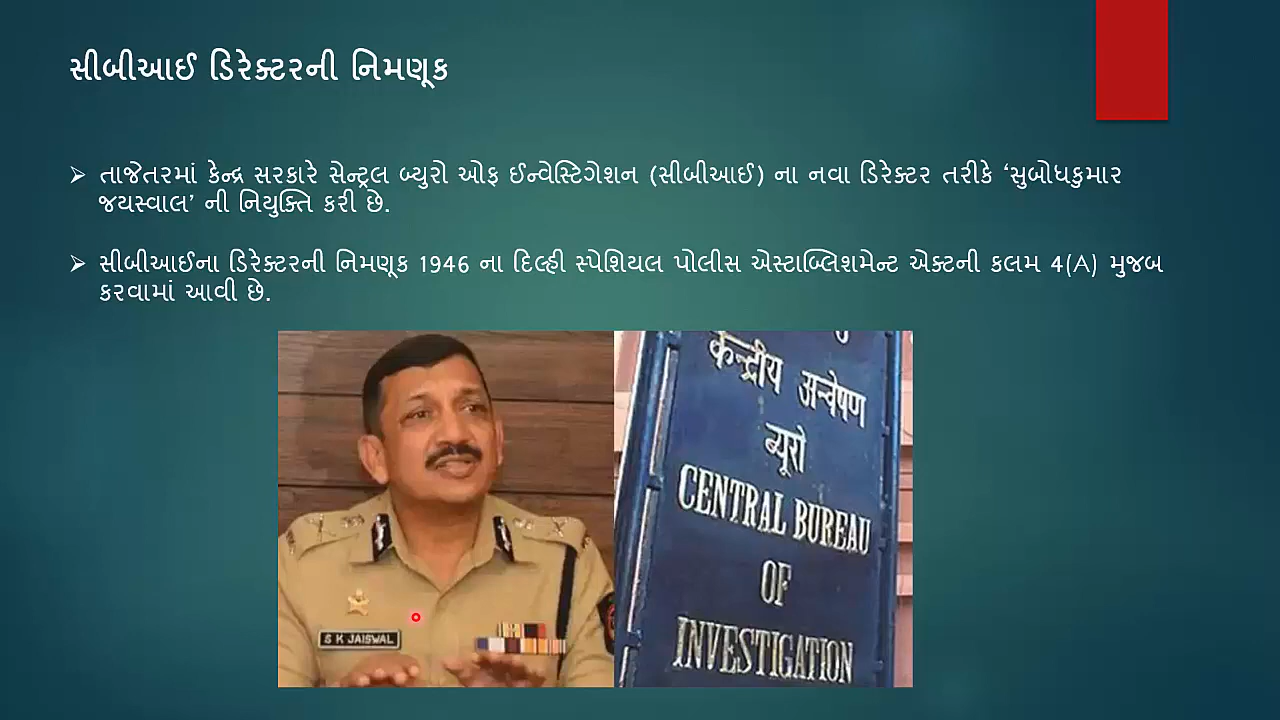 સીબીઆઈ ડિરેક્ટરની નિમણૂક
તાજેતરમાં કેન્દ્ર સરકારે સેન્ટ્રલ બ્યુરો ઓફ ઈન્વેસ્ટિગેશન (સીબીઆઈ) ના નવા ડિરેક્ટર તરીકે ‘સુબોધકુમાર
જયસ્વાલ’ ની નિયુક્તિ કરી છે.
સીબીઆઈના ડિરેક્ટરની નિમણૂક 1946 ના દિલ્હી સ્પેશિયલ પોલીસ એસ્ટાબ્લિશમેન્ટ એક્ટની કલમ 4(A) મુજબ
કરવામાં આવી છે.
S K JAISWAL
केन्द्रीय अन्वेषण
ब्यूरो
CENTRAL BUREAU
OF
INVESTIGATION